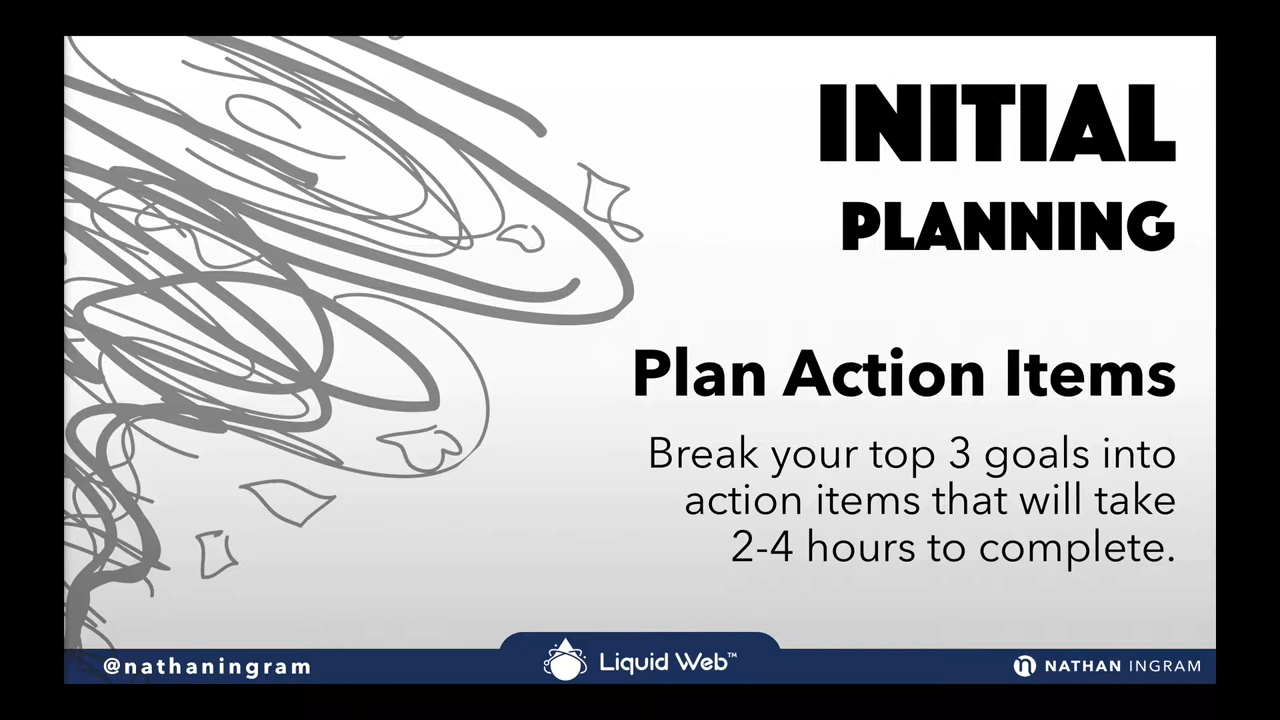 INITIAL
PLANNING
Plan Action Items
Break your top 3 goals into
action items that will take
2-4 hours to complete.
@nathaningram
Liquid Web™
n NATHAN INGRAM